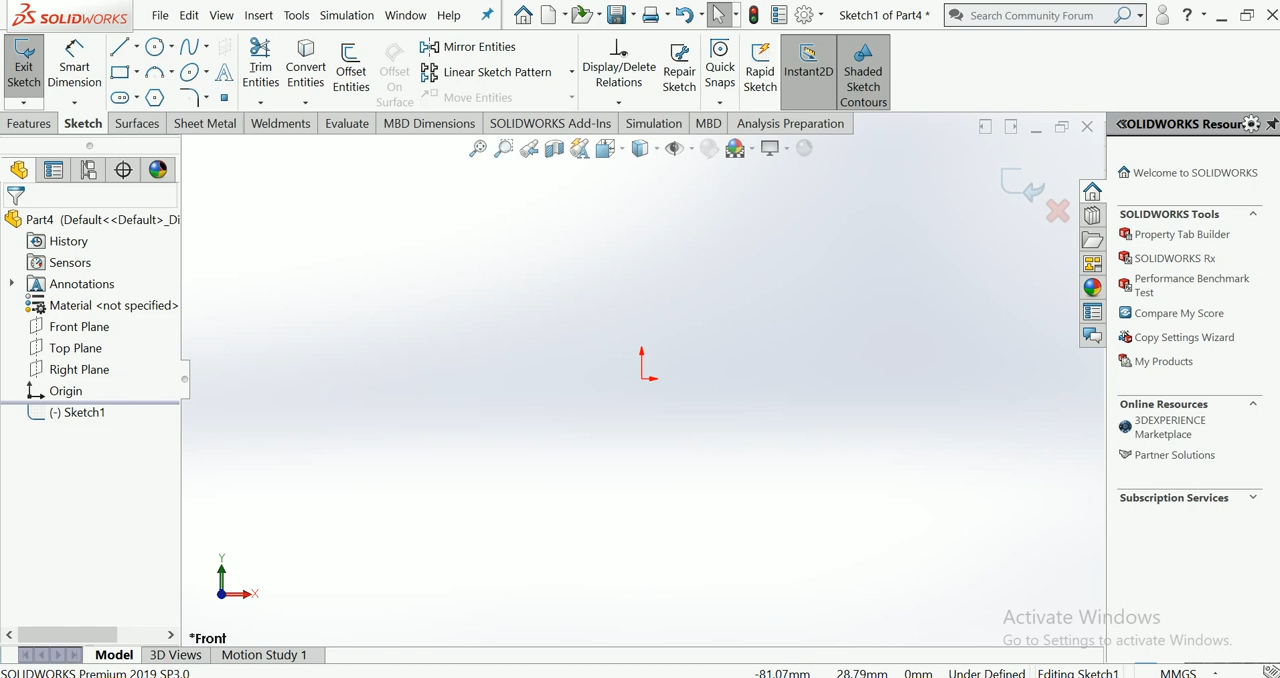 SOLIDWORKS File Edit View Insert Tools Simulation Window Help Sketch1 of Part4 * Search Community Forum ?
Exit Sketch
Smart Dimension
Trim Entities
Convert Entities
Offset Entities
Offset On Surface
Mirror Entities
Linear Sketch Pattern
Move Entities
Display/Delete Relations
Repair Sketch
Quick Snaps
Rapid Sketch
Instant2D
Shaded Sketch Contours
Features Sketch Surfaces Sheet Metal Weldments Evaluate MBD Dimensions SOLIDWORKS Add-Ins Simulation MBD Analysis Preparation
Part4 (Default<<Default>_Di
History
Sensors
Annotations
Material <not specified>
Front Plane
Top Plane
Right Plane
Origin
(-) Sketch1
Y
X
*Front
SOLIDWORKS Resour
Welcome to SOLIDWORKS
SOLIDWORKS Tools
Property Tab Builder
SOLIDWORKS Rx
Performance Benchmark
Test
Compare My Score
Copy Settings Wizard
My Products
Online Resources
3DEXPERIENCE
Marketplace
Partner Solutions
Subscription Services
Activate Windows
Go to Settings to activate Windows.
Model 3D Views Motion Study 1
SOLIDWORKS Premium 2019 SP3.0 -81.07mm 28.79mm 0mm Under Defined Editing Sketch1 MMGS